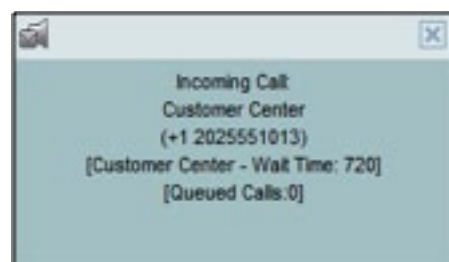 Incoming Call:
Customer Center
(+1 2025551013)
[Customer Center - Wait Time: 720]
[Queued Calls:0]